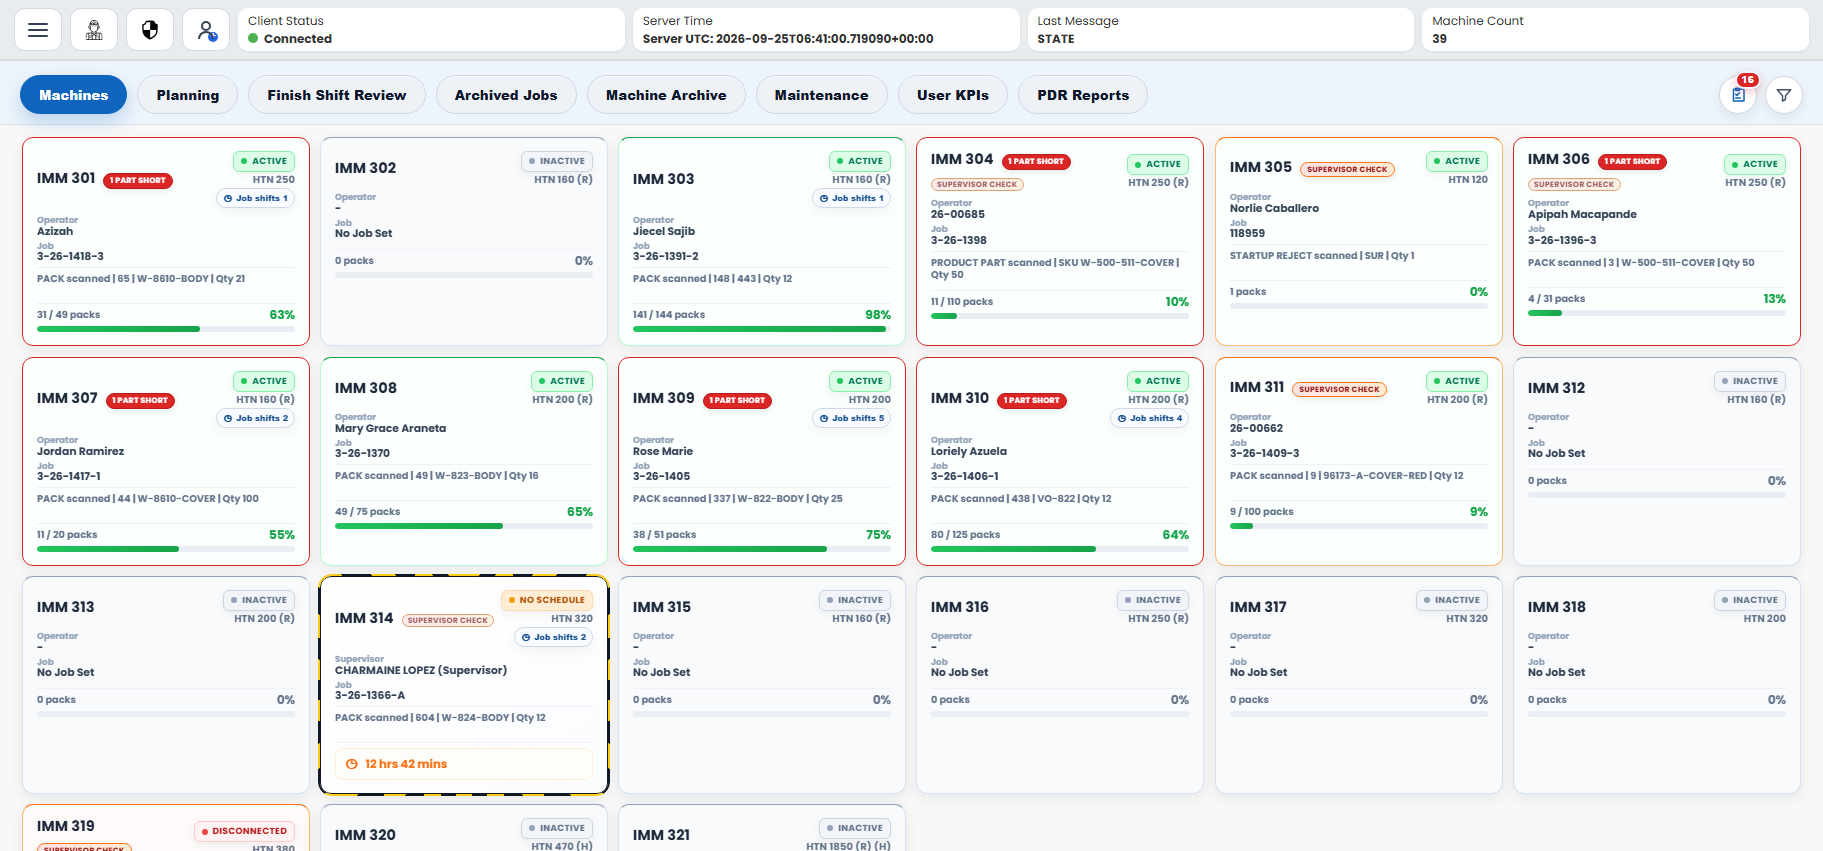 Client Status
Connected
Server Time
Server UTC: 2026-09-25T06:41:00.719090+00:00
Last Message
STATE
Machine Count
39
Machines
Planning
Finish Shift Review
Archived Jobs
Machine Archive
Maintenance
User KPIs
PDR Reports
16
IMM 301
1 PART SHORT
ACTIVE
HTN 250
Job shifts 1
Operator
Azizah
Job
3-26-1418-3
PACK scanned | 65 | W-8610-BODY | Qty 21
31 / 49 packs
63%
IMM 302
INACTIVE
HTN 160 (R)
Operator
-
Job
No Job Set
0 packs
0%
IMM 303
ACTIVE
HTN 160 (R)
Job shifts 1
Operator
Jiecel Sajib
Job
3-26-1391-2
PACK scanned | 148 | 443 | Qty 12
141 / 144 packs
98%
IMM 304
1 PART SHORT
ACTIVE
SUPERVISOR CHECK
HTN 250 (R)
Operator
26-00685
Job
3-26-1398
PRODUCT PART scanned | SKU W-500-511-COVER |
Qty 50
11 / 110 packs
10%
IMM 305
SUPERVISOR CHECK
ACTIVE
HTN 120
Operator
Norlie Caballero
Job
118959
STARTUP REJECT scanned | SUR | Qty 1
1 packs
0%
IMM 306
1 PART SHORT
ACTIVE
SUPERVISOR CHECK
HTN 250 (R)
Operator
Apipah Macapande
Job
3-26-1396-3
PACK scanned | 3 | W-500-511-COVER | Qty 50
4 / 31 packs
13%
IMM 307
1 PART SHORT
ACTIVE
HTN 160 (R)
Job shifts 2
Operator
Jordan Ramirez
Job
3-26-1417-1
PACK scanned | 44 | W-8610-COVER | Qty 100
11 / 20 packs
55%
IMM 308
ACTIVE
HTN 200 (R)
Operator
Mary Grace Araneta
Job
3-26-1370
PACK scanned | 49 | W-823-BODY | Qty 16
49 / 75 packs
65%
IMM 309
1 PART SHORT
ACTIVE
HTN 200
Job shifts 5
Operator
Rose Marie
Job
3-26-1405
PACK scanned | 337 | W-822-BODY | Qty 25
38 / 51 packs
75%
IMM 310
1 PART SHORT
ACTIVE
HTN 200 (R)
Job shifts 4
Operator
Loriely Azuela
Job
3-26-1406-1
PACK scanned | 438 | VO-822 | Qty 12
80 / 125 packs
64%
IMM 311
SUPERVISOR CHECK
ACTIVE
HTN 200 (R)
Operator
26-00662
Job
3-26-1409-3
PACK scanned | 9 | 96173-A-COVER-RED | Qty 12
9 / 100 packs
9%
IMM 312
INACTIVE
HTN 160 (R)
Operator
-
Job
No Job Set
0 packs
0%
IMM 313
INACTIVE
HTN 200 (R)
Operator
-
Job
No Job Set
0 packs
0%
IMM 314
SUPERVISOR CHECK
NO SCHEDULE
HTN 320
Job shifts 2
Supervisor
CHARMAINE LOPEZ (Supervisor)
Job
3-26-1366-A
PACK scanned | 604 | W-824-BODY | Qty 12
12 hrs 42 mins
IMM 315
INACTIVE
HTN 160 (R)
Operator
-
Job
No Job Set
0 packs
0%
IMM 316
INACTIVE
HTN 250 (R)
Operator
-
Job
No Job Set
0 packs
0%
IMM 317
INACTIVE
HTN 320
Operator
-
Job
No Job Set
0 packs
0%
IMM 318
INACTIVE
HTN 200
Operator
-
Job
No Job Set
0 packs
0%
IMM 319
DISCONNECTED
SUPERVISOR CHECK
HTN 380
IMM 320
INACTIVE
HTN 470 (H)
IMM 321
INACTIVE
HTN 1850 (R) (H)